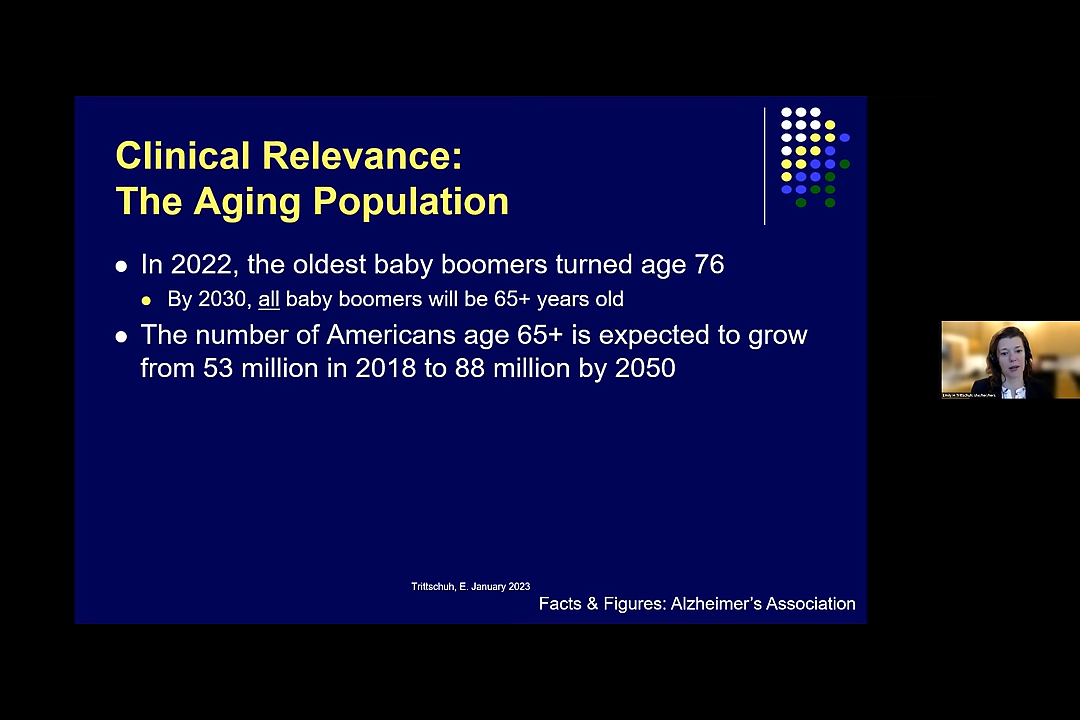 Clinical Relevance:
The Aging Population
In 2022, the oldest baby boomers turned age 76
By 2030, all baby boomers will be 65+ years old
The number of Americans age 65+ is expected to grow
from 53 million in 2018 to 88 million by 2050
Trittschuh, E. January 2023
Facts & Figures: Alzheimer's Association
Emily H Trittschuh